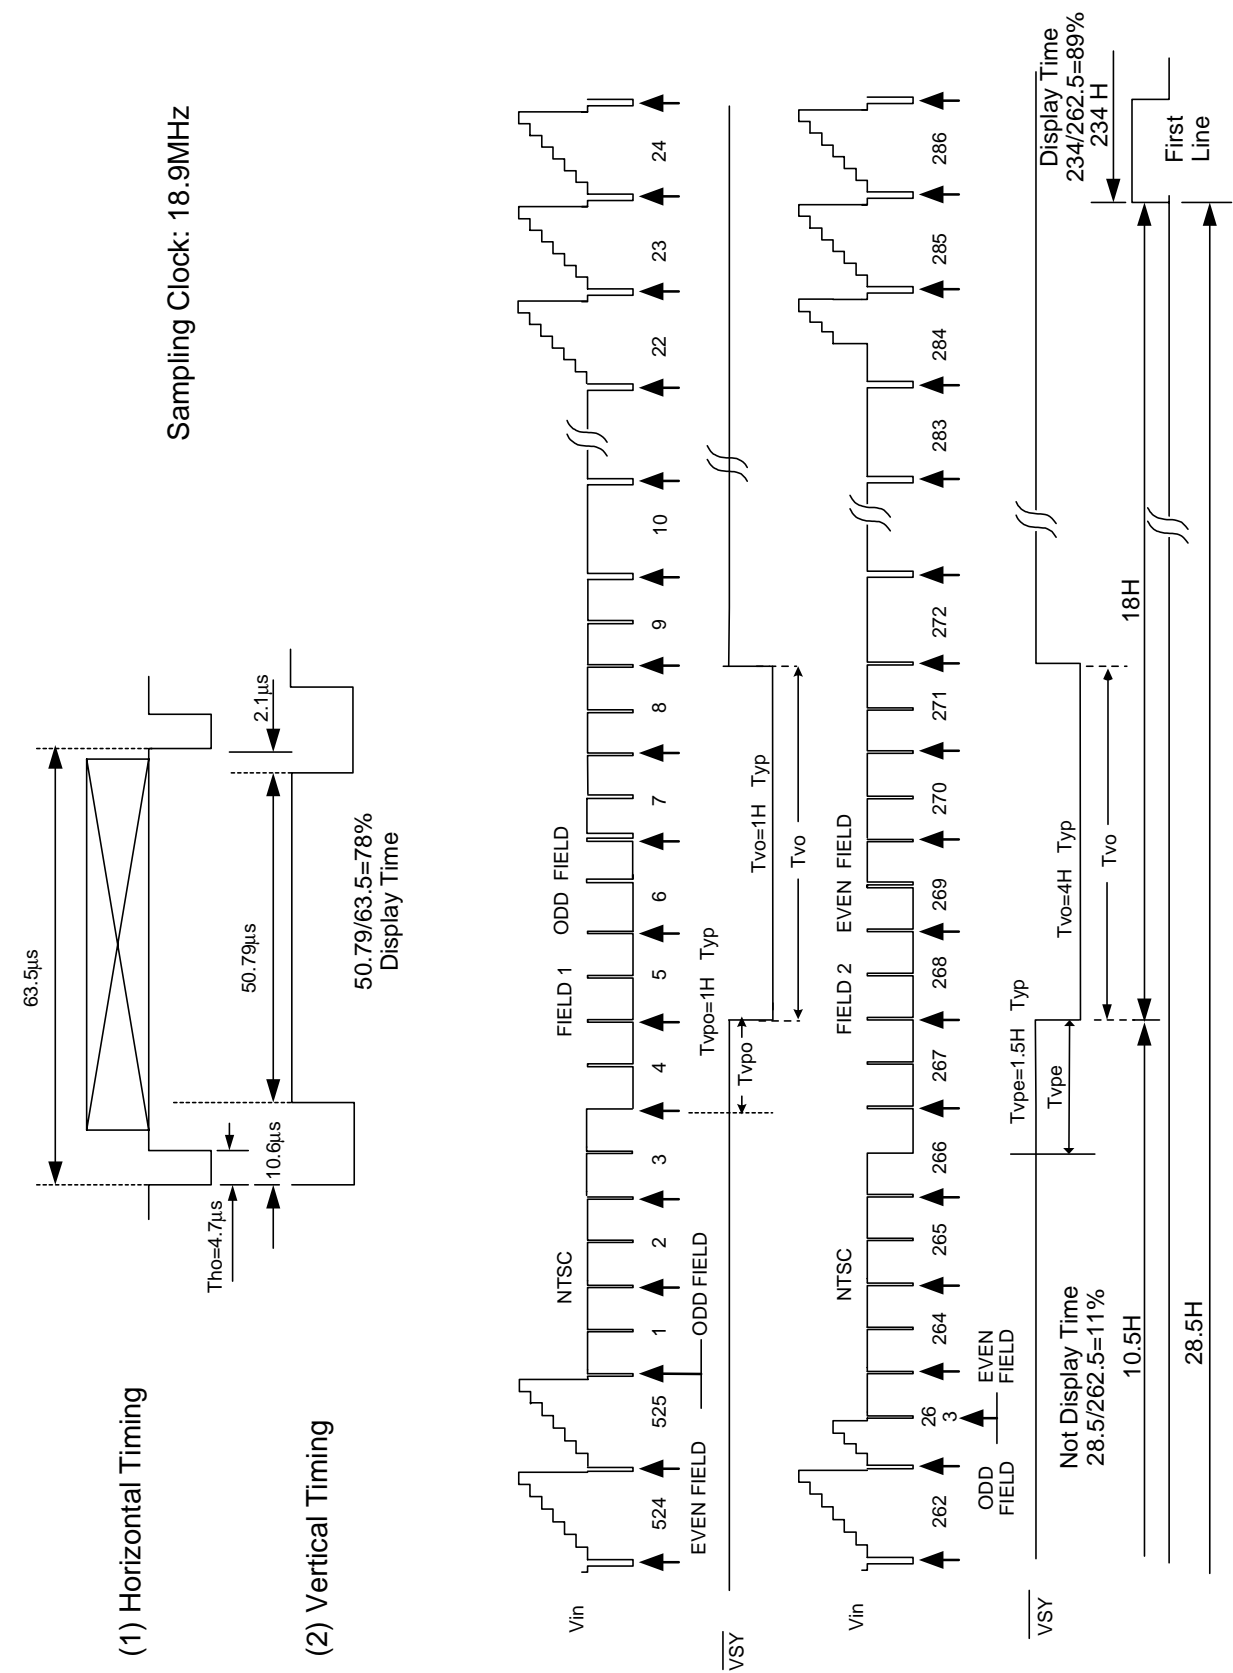 (1) Horizontal Timing
63.5µs
Tho=4.7µs
10.6µs
50.79µs
2.1µs
50.79/63.5=78%
Display Time
Sampling Clock: 18.9MHz
(2) Vertical Timing
NTSC
FIELD 1
ODD FIELD
Vin
524
525
1
2
3
4
5
6
7
8
9
10
22
23
24
EVEN FIELD
ODD FIELD
Tvpo=1H Typ
Tvpo
Tvo=1H Typ
Tvo
VSY
NTSC
FIELD 2
EVEN FIELD
Vin
262
26
3
264
265
266
267
268
269
270
271
272
283
284
285
286
ODD
FIELD
EVEN
FIELD
Tvpe=1.5H Typ
Tvpe
Tvo=4H Typ
Tvo
VSY
Not Display Time
28.5/262.5=11%
10.5H
18H
28.5H
Display Time
234/262.5=89%
234 H
First
Line